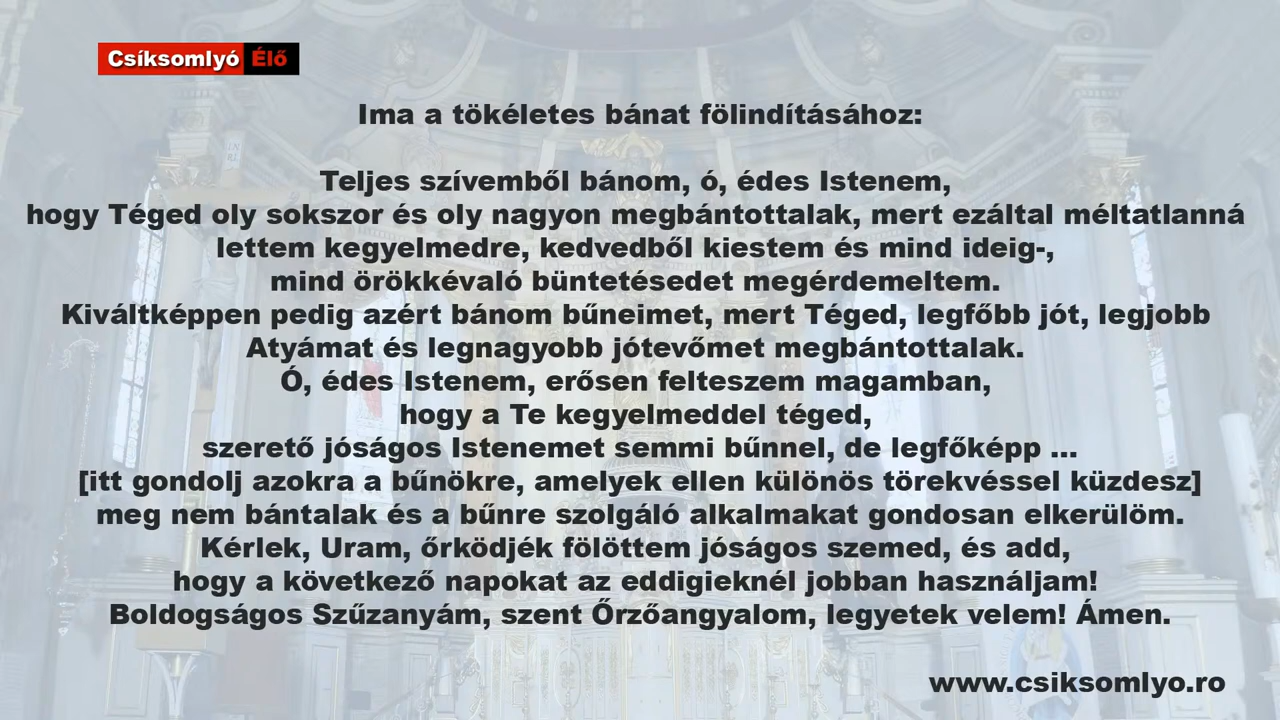 Csíksomlyó Élő
Ima a tökéletes bánat fölindításához:
Teljes szívemből bánom, ó, édes Istenem,
hogy Téged oly sokszor és oly nagyon megbántottalak, mert ezáltal méltatlanná
lettem kegyelmedre, kedvedből kiestem és mind ideig-,
mind örökkévaló büntetésedet megérdemeltem.
Kiváltképpen pedig azért bánom bűneimet, mert Téged, legfőbb jót, legjobb
Atyámat és legnagyobb jótevőmet megbántottalak.
Ó, édes Istenem, erősen felteszem magamban,
hogy a Te kegyelmeddel téged,
szerető jóságos Istenemet semmi bűnnel, de legfőképp ...
[itt gondolj azokra a bűnökre, amelyek ellen különös törekvéssel küzdesz]
meg nem bántalak és a bűnre szolgáló alkalmakat gondosan elkerülöm.
Kérlek, Uram, őrködjék fölöttem jóságos szemed, és add,
hogy a következő napokat az eddigieknél jobban használjam!
Boldogságos Szűzanyám, szent Őrzőangyalom, legyetek velem! Ámen.
www.csiksomlyo.ro